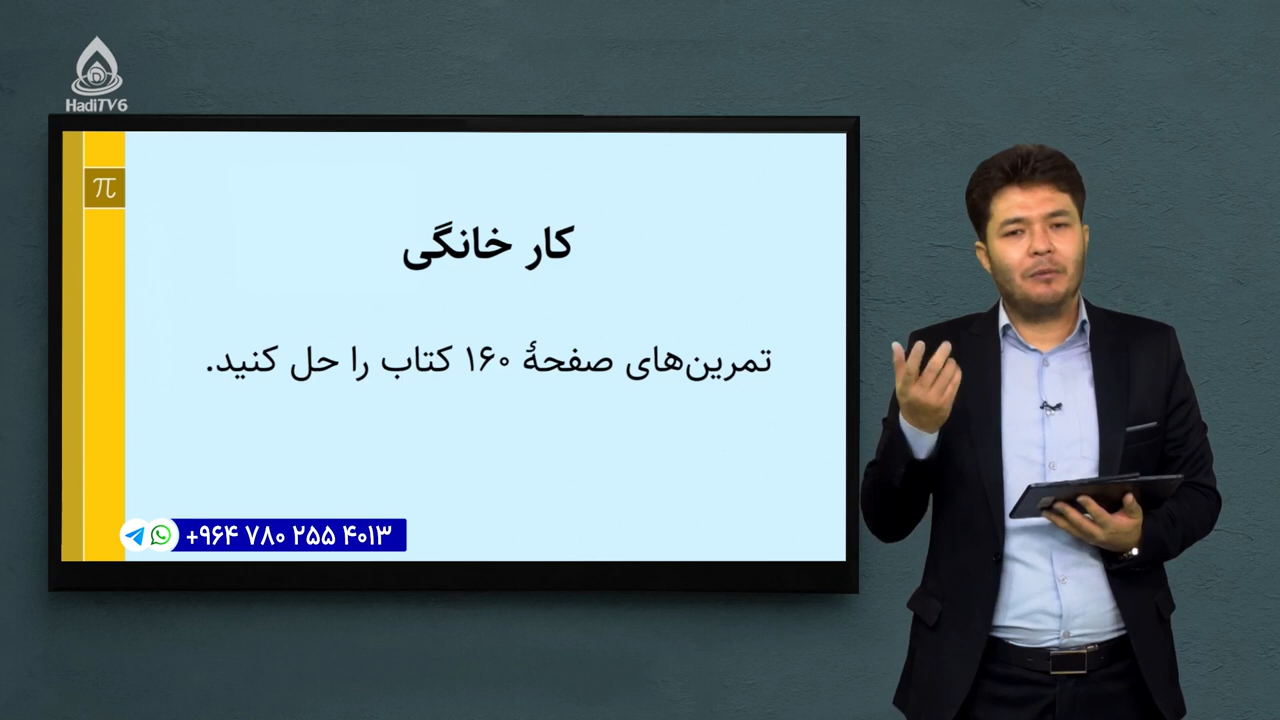 HadiTV6
π
کار خانگی
تمرین‌های صفحهٔ ۱۶۰ کتاب را حل کنید.
+۹۶۴ ۷۸۰ ۲۵۵ ۴۰۱۳